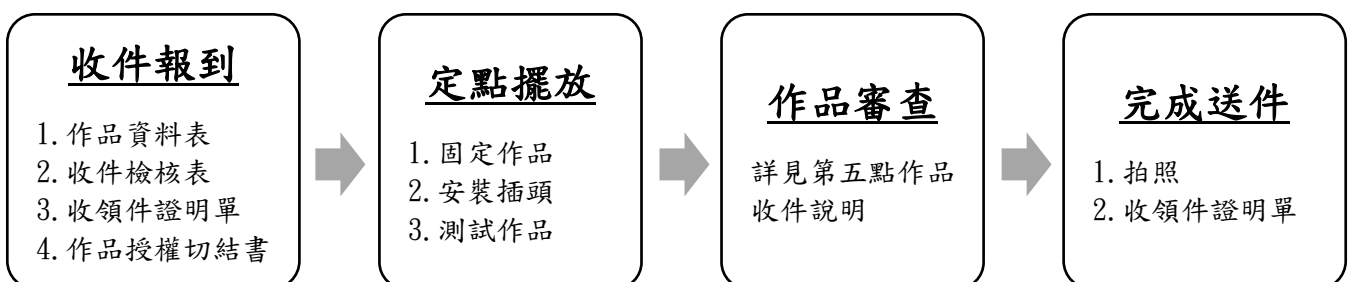 收件報到
1.作品資料表
2.收件檢核表
3.收領件證明單
4.作品授權切結書
定點擺放
1.固定作品
2.安裝插頭
3.測試作品
作品審查
詳見第五點作品
收件說明
完成送件
1.拍照
2.收領件證明單